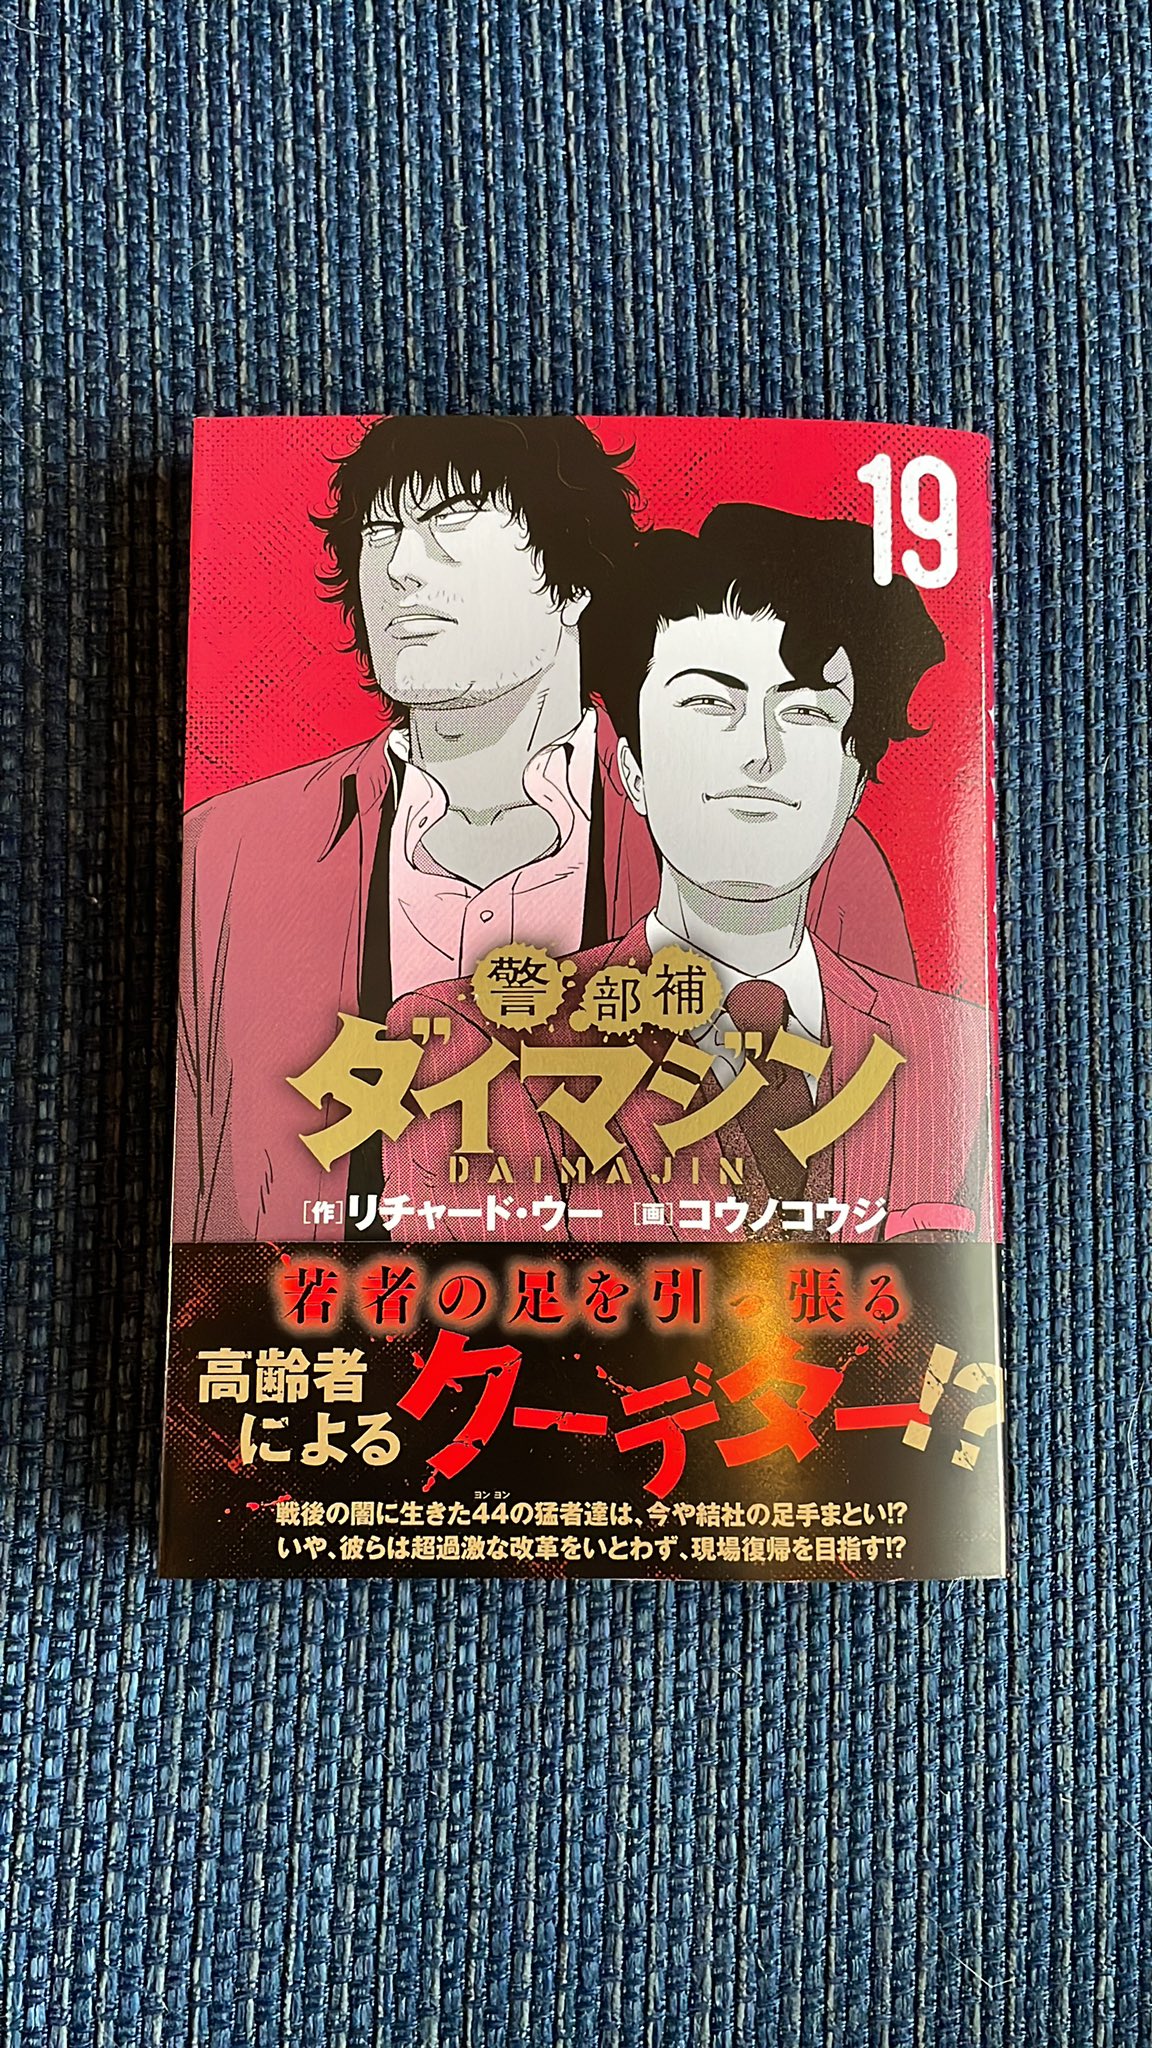 19
警部補
ダイマジン
DAIMAJIN
[作]リチャード・ウー [画]コウノコウジ
若者の足を引っ張る
高齢者
による
クーデター!?
ヨンヨン
戦後の闇に生きた44の猛者達は、今や結社の足手まとい!?
いや、彼らは超過激な改革をいとわず、現場復帰を目指す!?